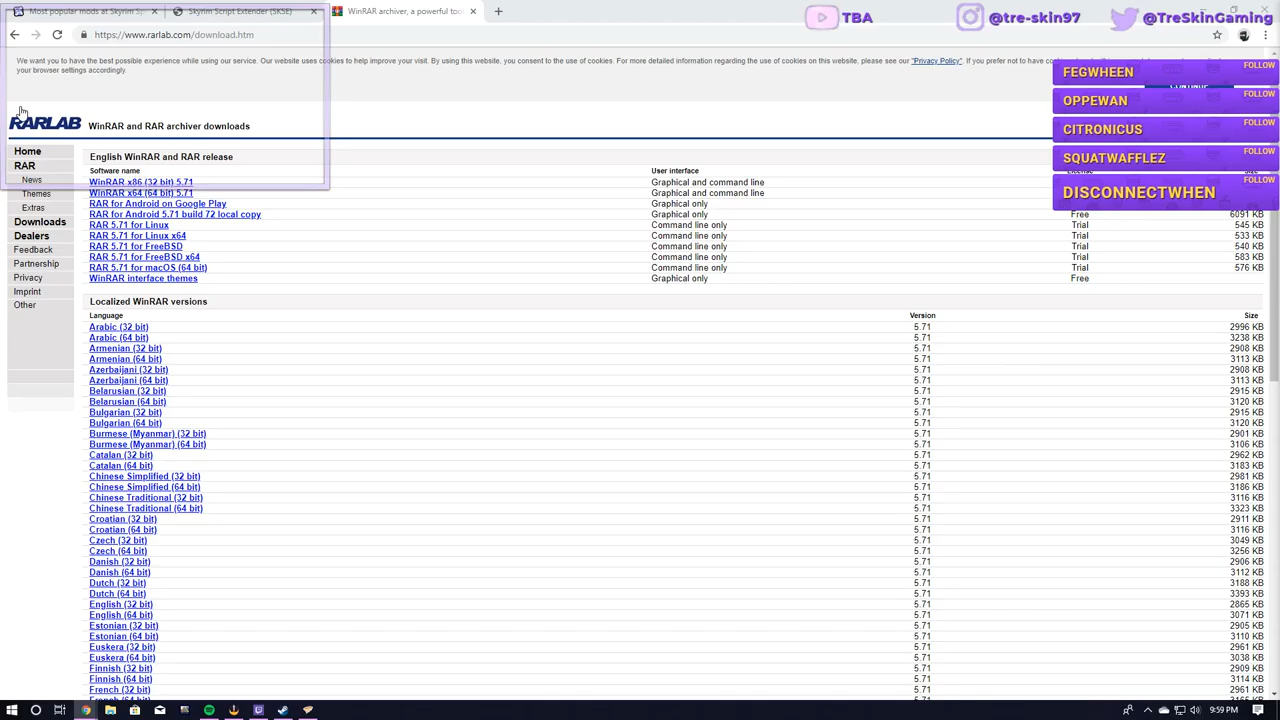 Most popular mods at Skyrim Sp
Skyrim Script Extender (SKSE)
WinRAR archiver, a powerful tool
https://www.rarlab.com/download.htm
TBA
@tre-skin97
@TreSkinGaming
We want you to have the best possible experience while using our service. Our website uses cookies to help improve your visit. By using this website, you consent to the use of cookies. For more detailed information regarding the use of cookies on this website, please see our "Privacy Policy". If you prefer not to have
your browser settings accordingly.
FEGWHEEN FOLLOW
OPPEWAN FOLLOW
CITRONICUS FOLLOW
SQUATWAFFLEZ FOLLOW
DISCONNECTWHEN FOLLOW
RARLAB WinRAR and RAR archiver downloads
Home
RAR
News
Themes
Extras
Downloads
Dealers
Feedback
Partnership
Privacy
Imprint
Other
English WinRAR and RAR release
Software name User interface
WinRAR x86 (32 bit) 5.71 Graphical and command line
WinRAR x64 (64 bit) 5.71 Graphical and command line
RAR for Android on Google Play Graphical only
RAR for Android 5.71 build 72 local copy Graphical only Free 6091 KB
RAR 5.71 for Linux Command line only Trial 545 KB
RAR 5.71 for Linux x64 Command line only Trial 533 KB
RAR 5.71 for FreeBSD Command line only Trial 540 KB
RAR 5.71 for FreeBSD x64 Command line only Trial 583 KB
RAR 5.71 for macOS (64 bit) Command line only Trial 576 KB
WinRAR interface themes Graphical only Free
Localized WinRAR versions
Language Version Size
Arabic (32 bit) 5.71 2996 KB
Arabic (64 bit) 5.71 3238 KB
Armenian (32 bit) 5.71 2908 KB
Armenian (64 bit) 5.71 3113 KB
Azerbaijani (32 bit) 5.71 2908 KB
Azerbaijani (64 bit) 5.71 3113 KB
Belarusian (32 bit) 5.71 2915 KB
Belarusian (64 bit) 5.71 3120 KB
Bulgarian (32 bit) 5.71 2915 KB
Bulgarian (64 bit) 5.71 3120 KB
Burmese (Myanmar) (32 bit) 5.71 2901 KB
Burmese (Myanmar) (64 bit) 5.71 3106 KB
Catalan (32 bit) 5.71 2962 KB
Catalan (64 bit) 5.71 3183 KB
Chinese Simplified (32 bit) 5.71 2981 KB
Chinese Simplified (64 bit) 5.71 3186 KB
Chinese Traditional (32 bit) 5.71 3116 KB
Chinese Traditional (64 bit) 5.71 3323 KB
Croatian (32 bit) 5.71 2911 KB
Croatian (64 bit) 5.71 3116 KB
Czech (32 bit) 5.71 3049 KB
Czech (64 bit) 5.71 3256 KB
Danish (32 bit) 5.71 2906 KB
Danish (64 bit) 5.71 3112 KB
Dutch (32 bit) 5.71 3188 KB
Dutch (64 bit) 5.71 3393 KB
English (32 bit) 5.71 2865 KB
English (64 bit) 5.71 3071 KB
Estonian (32 bit) 5.71 2905 KB
Estonian (64 bit) 5.71 3110 KB
Euskera (32 bit) 5.71 2961 KB
Euskera (64 bit) 5.71 3038 KB
Finnish (32 bit) 5.71 2909 KB
Finnish (64 bit) 5.71 3114 KB
French (32 bit) 5.71 2961 KB
9:59 PM